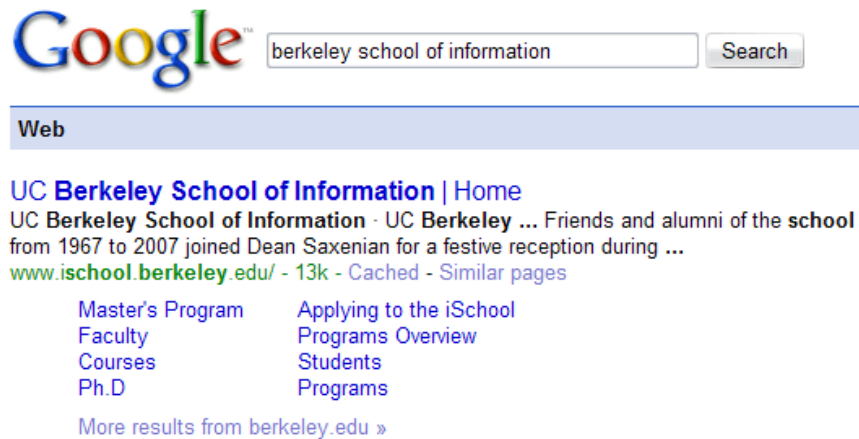 Google™
berkeley school of information
Search
Web
UC Berkeley School of Information | Home
UC Berkeley School of Information · UC Berkeley ... Friends and alumni of the school
from 1967 to 2007 joined Dean Saxenian for a festive reception during ...
www.ischool.berkeley.edu/ - 13k - Cached - Similar pages
Master's Program Applying to the iSchool
Faculty Programs Overview
Courses Students
Ph.D Programs
More results from berkeley.edu »